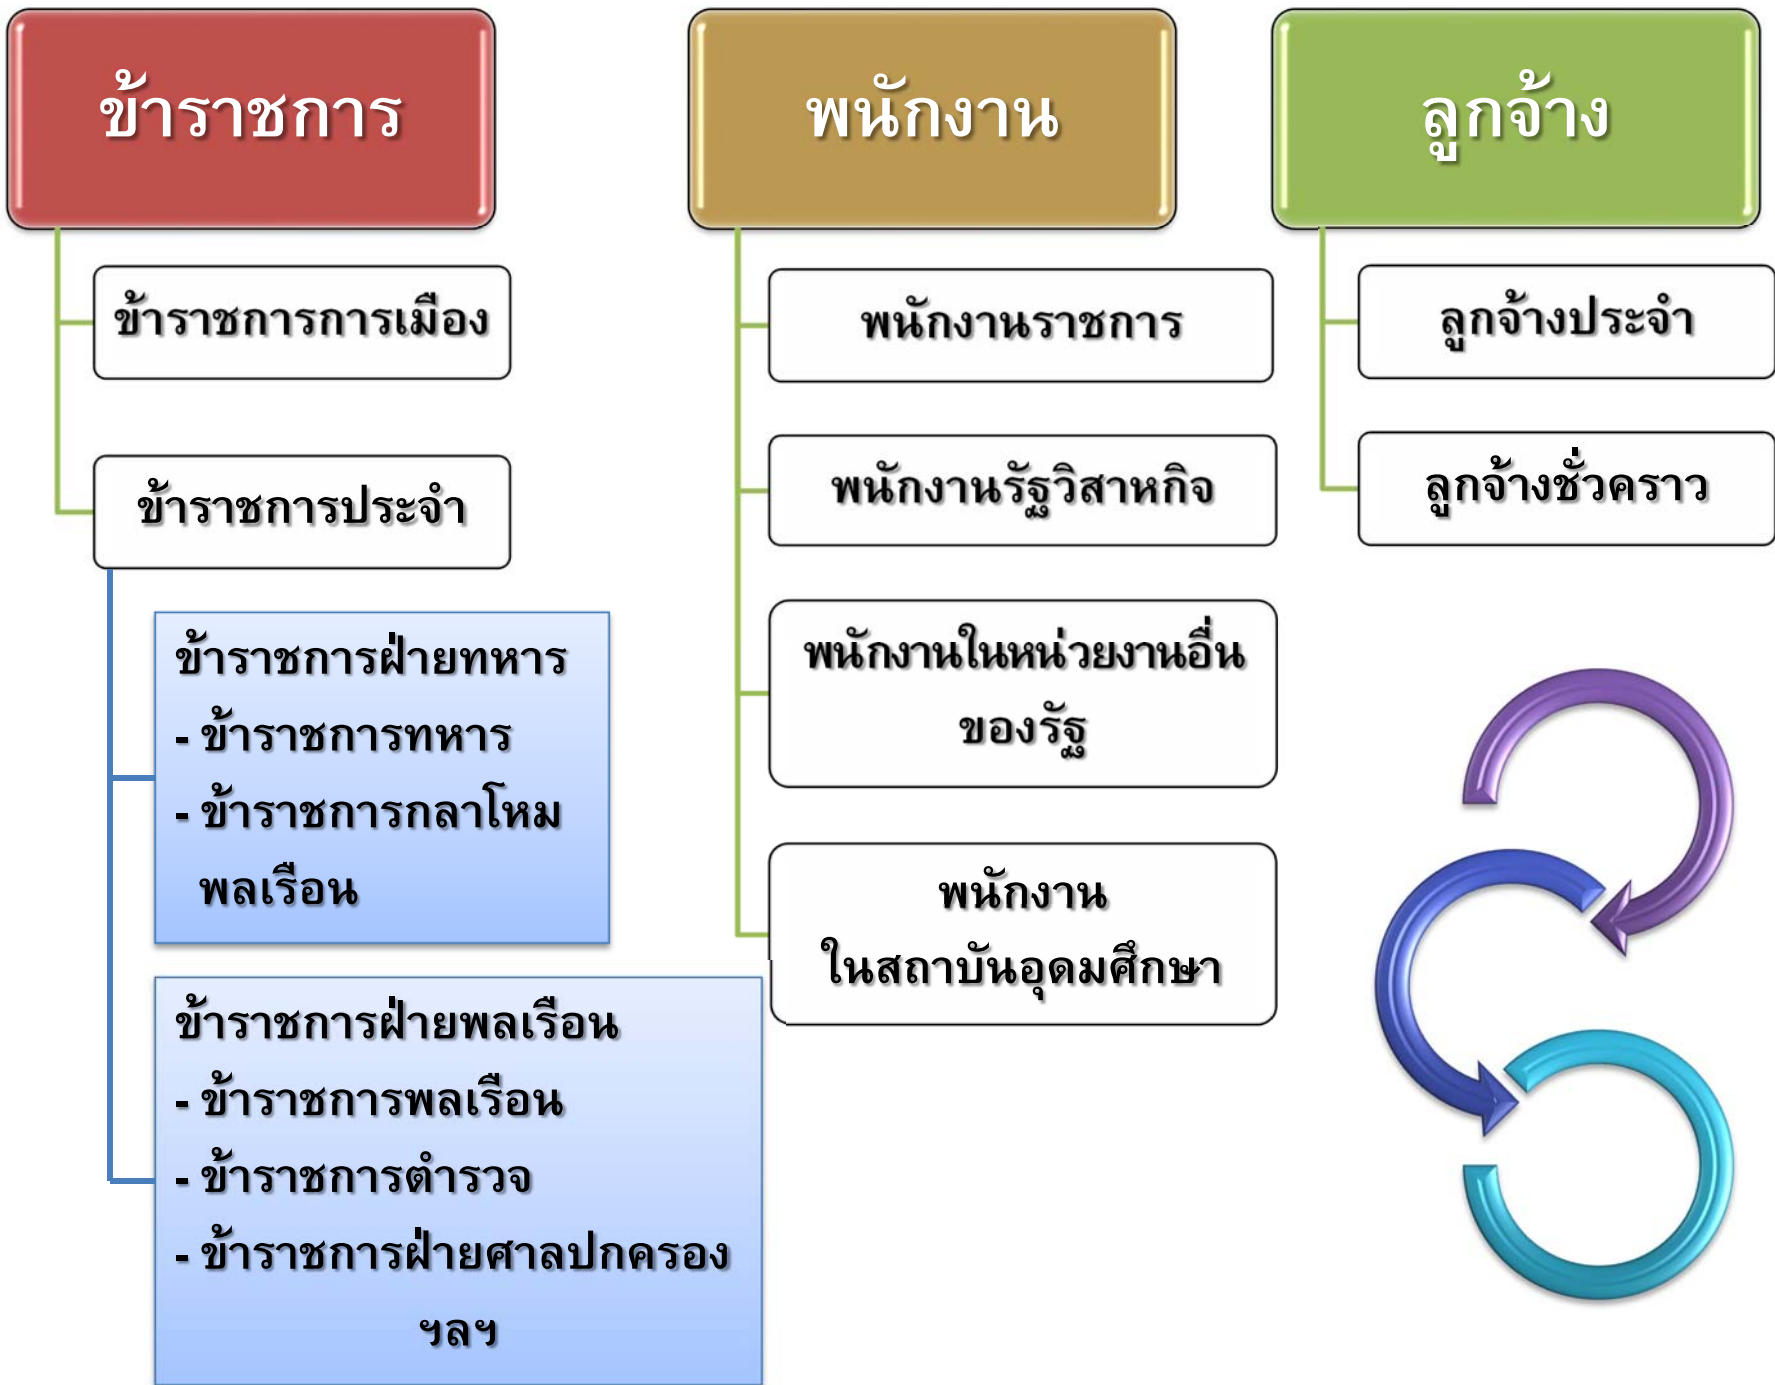 ข้าราชการ
ข้าราชการการเมือง
ข้าราชการประจำ
ข้าราชการฝ่ายทหาร
- ข้าราชการทหาร
- ข้าราชการกลาโหม
พลเรือน
ข้าราชการฝ่ายพลเรือน
- ข้าราชการพลเรือน
- ข้าราชการตำรวจ
- ข้าราชการฝ่ายศาลปกครอง
ฯลฯ
พนักงาน
พนักงานราชการ
พนักงานรัฐวิสาหกิจ
พนักงานในหน่วยงานอื่น
ของรัฐ
พนักงาน
ในสถาบันอุดมศึกษา
ลูกจ้าง
ลูกจ้างประจำ
ลูกจ้างชั่วคราว